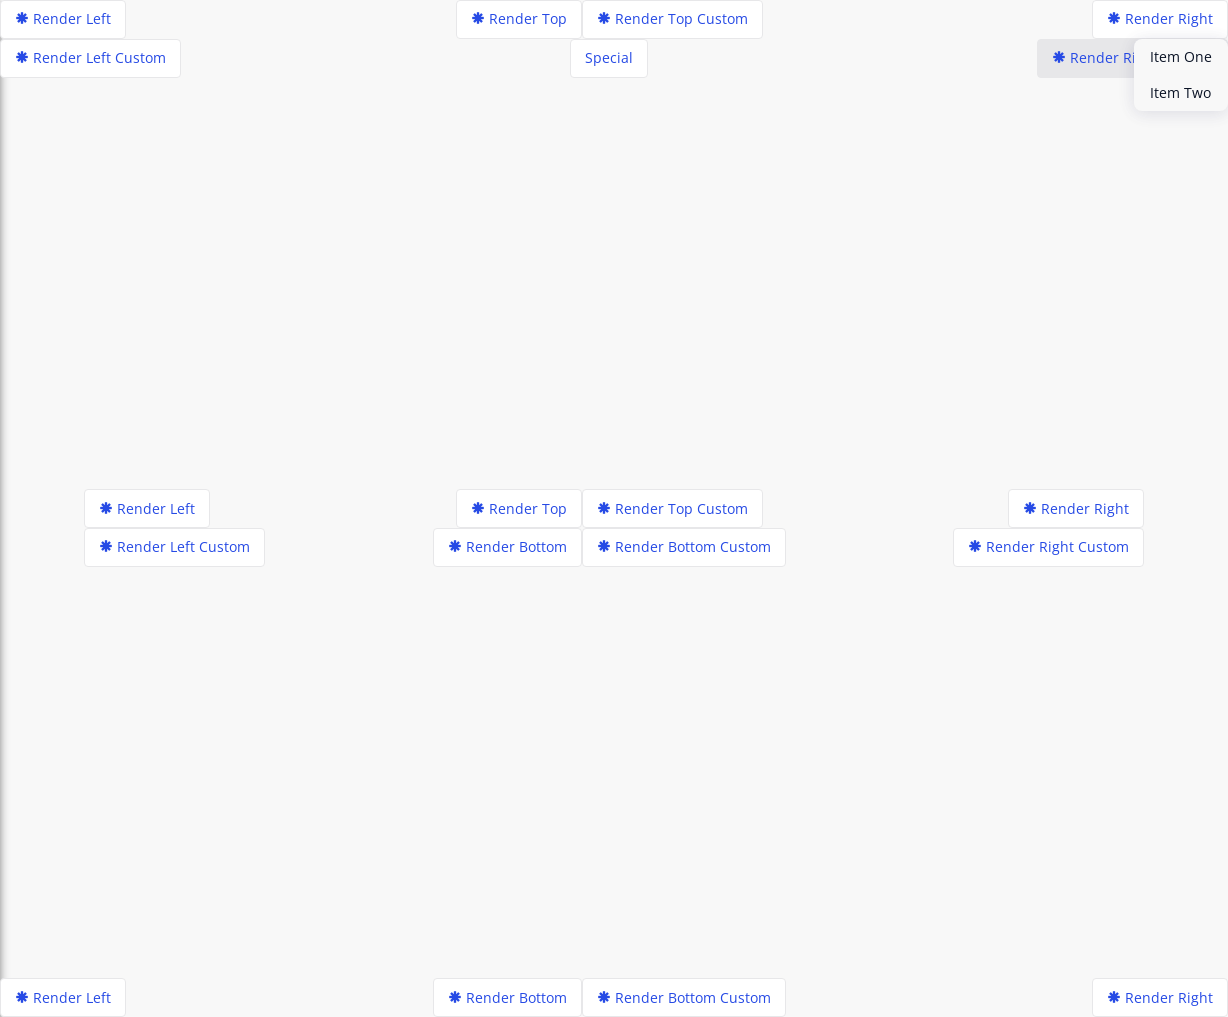 Render Left
Render Top
Render Top Custom
Render Right
Render Left Custom
Special
Render
Item One
Item Two
Render Left
Render Top
Render Top Custom
Render Right
Render Left Custom
Render Bottom
Render Bottom Custom
Render Right Custom
Render Left
Render Bottom
Render Bottom Custom
Render Right